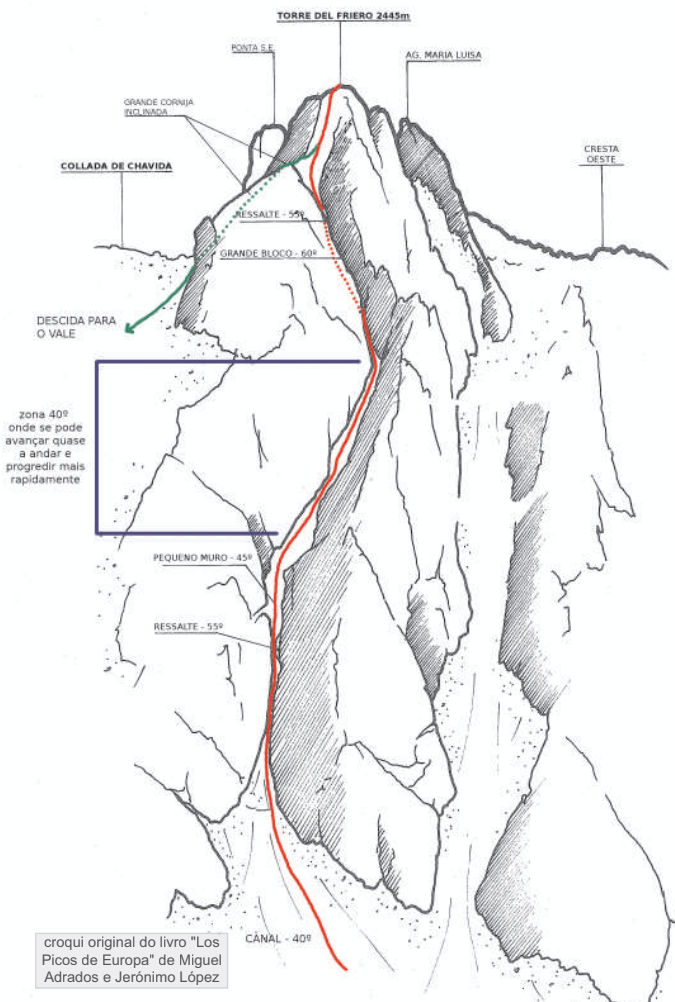 TORRE DEL FRIERO 2445m
PONTA S.E
AG. MARIA LUISA
GRANDE CORNIJA
INCLINADA
COLLADA DE CHAVIDA
CRESTA
OESTE
RESSALTE - 55º
GRANDE BLOCO - 60º
DESCIDA PARA
O VALE
zona 40º
onde se pode
avançar quase
a andar e
progredir mais
rapidamente
PEQUENO MURO - 45º
RESSALTE - 55º
CANAL - 40º
croqui original do livro "Los
Picos de Europa" de Miguel
Adrados e Jerónimo López